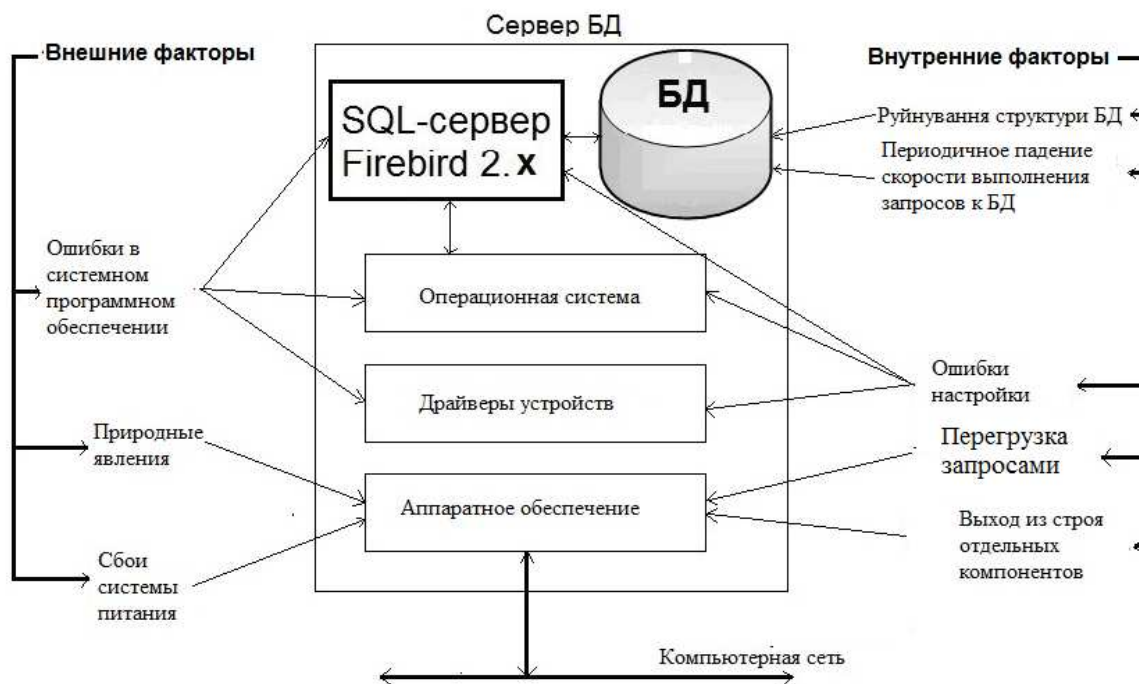 Сервер БД
Внешние факторы
Внутренние факторы
SQL-сервер
Firebird 2.x
БД
Руйнування структури БД
Периодичное падение
скорости выполнения
запросов к БД
Ошибки в
системном
программном
обеспечении
Операционная система
Драйверы устройств
Ошибки
настройки
Природные
явления
Перегрузка
запросами
Аппаратное обеспечение
Выход из строя
отдельных
компонентов
Сбои
системы
питания
Компьютерная сеть